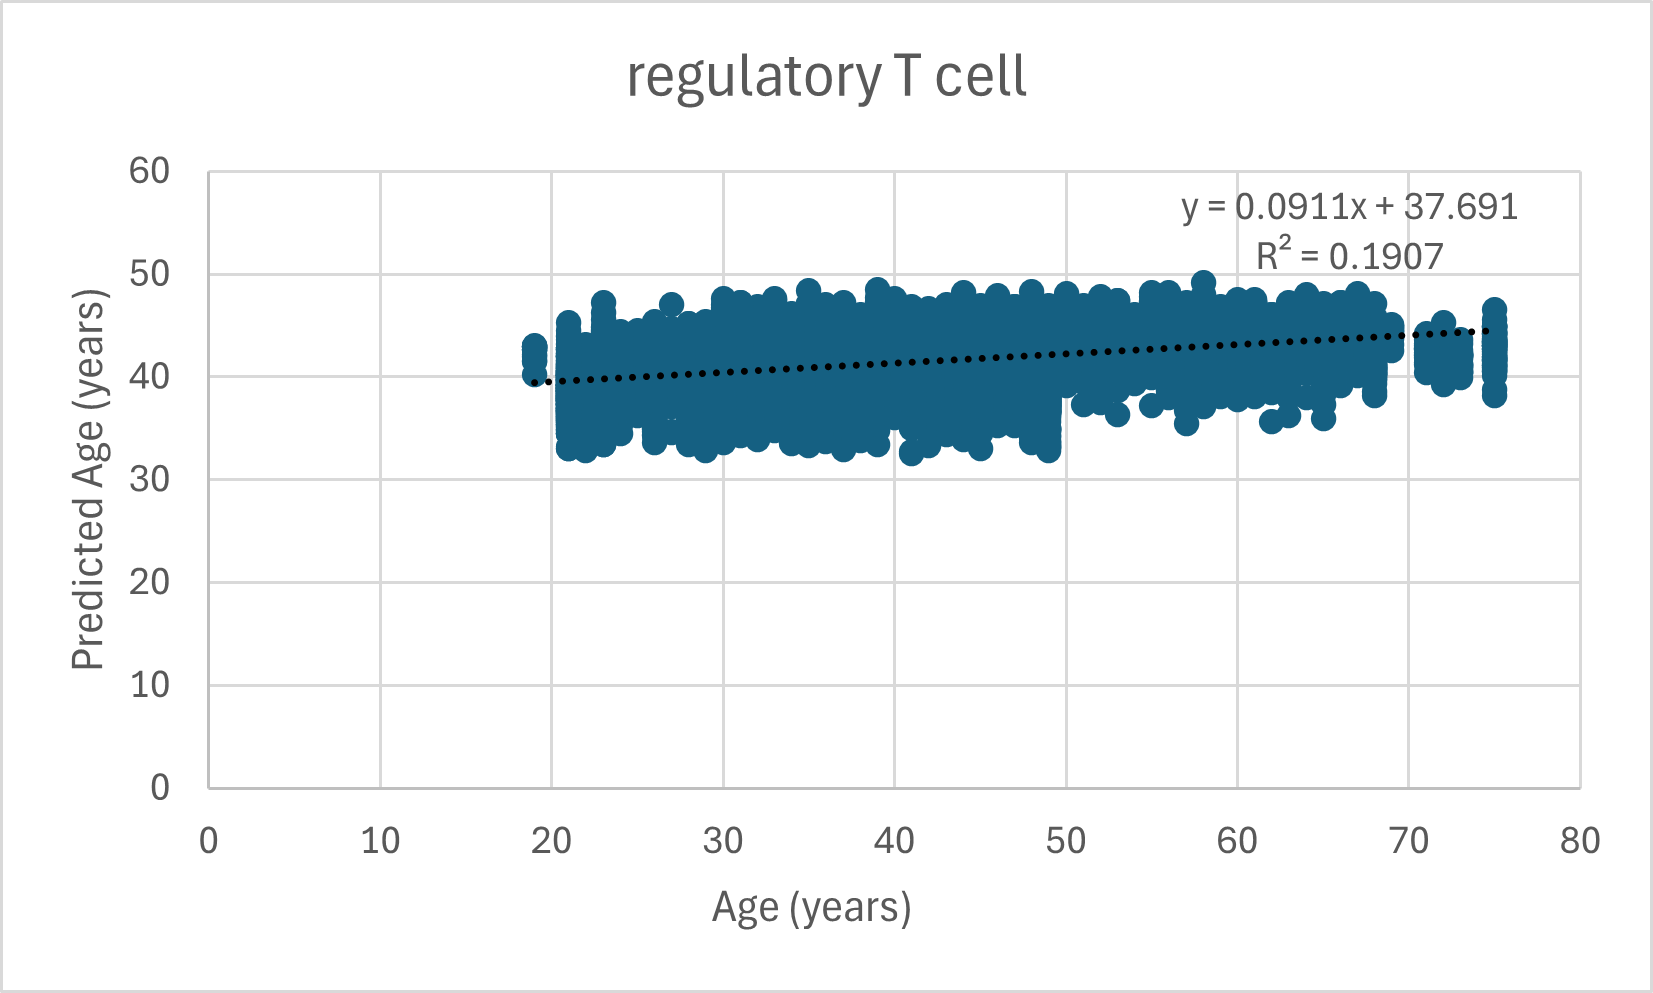 regulatory T cell
60
y = 0.0911x + 37.691
R² = 0.1907
50
40
30
20
10
0
Predicted Age (years)
0 10 20 30 40 50 60 70 80
Age (years)